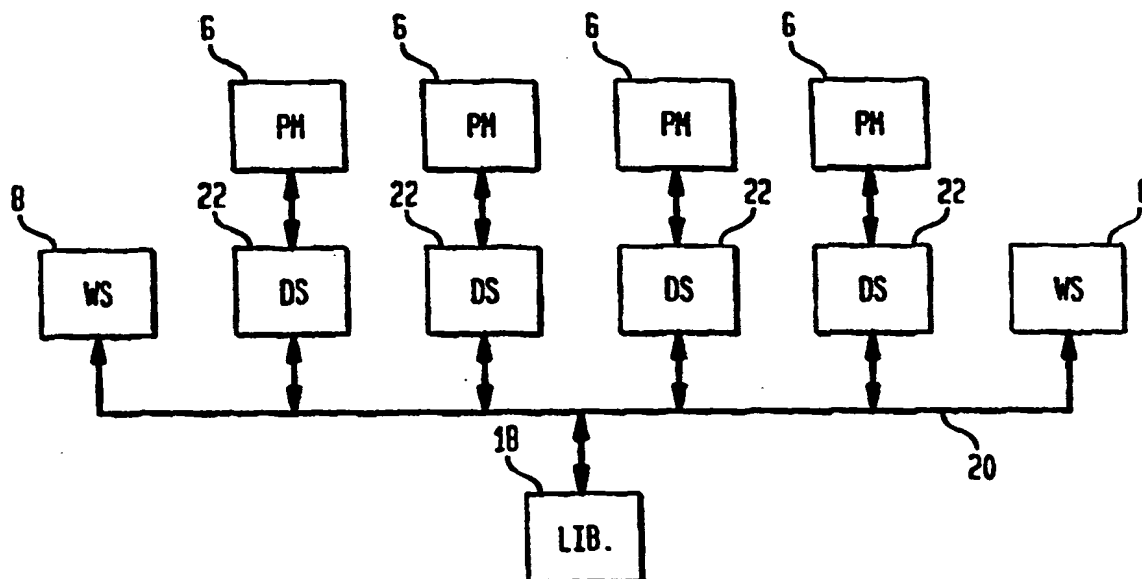 6 6 6 6
PM PM PM PM
8 22 22 22 22
WS DS DS DS DS WS
18 20
LIB.